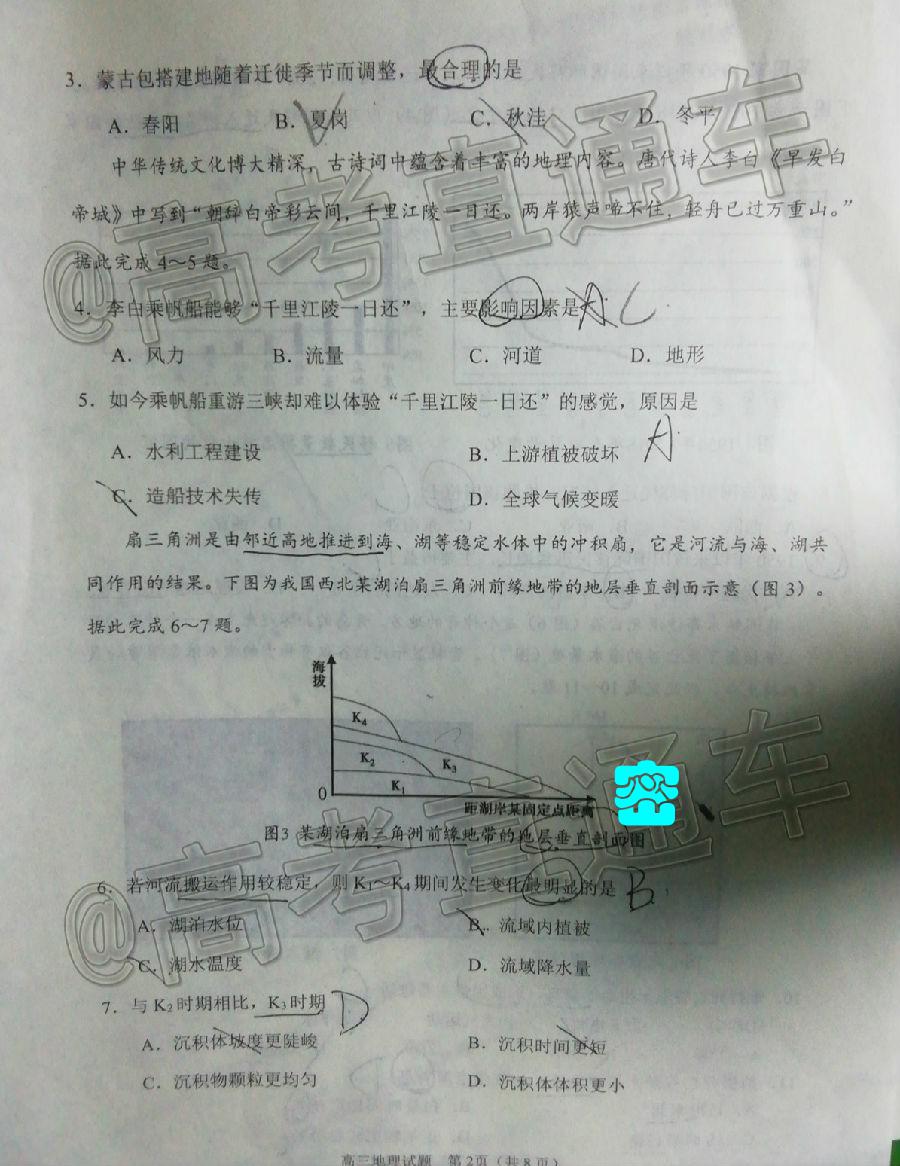 3．蒙古包搭建地随着迁徙季节而调整，最合理的是
A．春阳 B．夏岗 C．秋洼 D．冬平
中华传统文化博大精深，古诗词中蕴含着丰富的地理内容。唐代诗人李白《早发白
帝城》中写到“朝辞白帝彩云间，千里江陵一日还。两岸猿声啼不住，轻舟已过万重山。”
据此完成4～5题。
4．李白乘帆船能够“千里江陵一日还”，主要影响因素是 A C
A．风力 B．流量 C．河道 D．地形
5．如今乘帆船重游三峡却难以体验“千里江陵一日还”的感觉，原因是
A．水利工程建设 B．上游植被破坏 A
C．造船技术失传 D．全球气候变暖
扇三角洲是由邻近高地推进到海、湖等稳定水体中的冲积扇，它是河流与海、湖共
同作用的结果。下图为我国西北某湖泊扇三角洲前缘地带的地层垂直剖面示意（图3）。
据此完成6～7题。
海拔
K₄
K₂ K₃
K₁
0
距湖岸某固定点距离
图3 某湖泊扇三角洲前缘地带的地层垂直剖面图
6．若河流搬运作用较稳定，则K₁～K₄期间发生变化最明显的是 B
A．湖泊水位 B．流域内植被
C．湖水温度 D．流域降水量
7．与K₂时期相比，K₃时期 D
A．沉积体坡度更陡峻 B．沉积时间更短
C．沉积物颗粒更均匀 D．沉积体体积更小
高三地理试题 第2页（共8页）
@高考直通车
@高考直通车